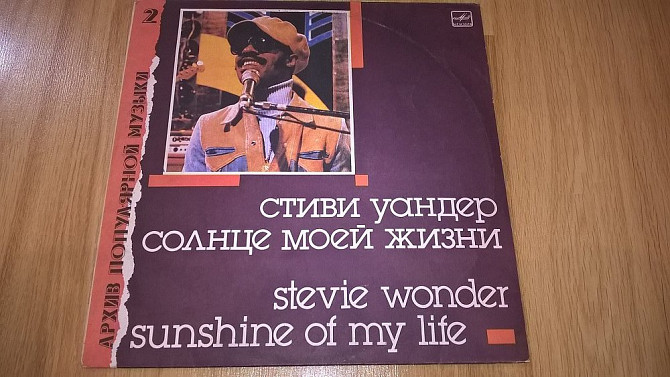 2
АРХИВ ПОПУЛЯРНОЙ МУЗЫКИ
стиви уандер
солнце моей жизни
stevie wonder
sunshine of my life